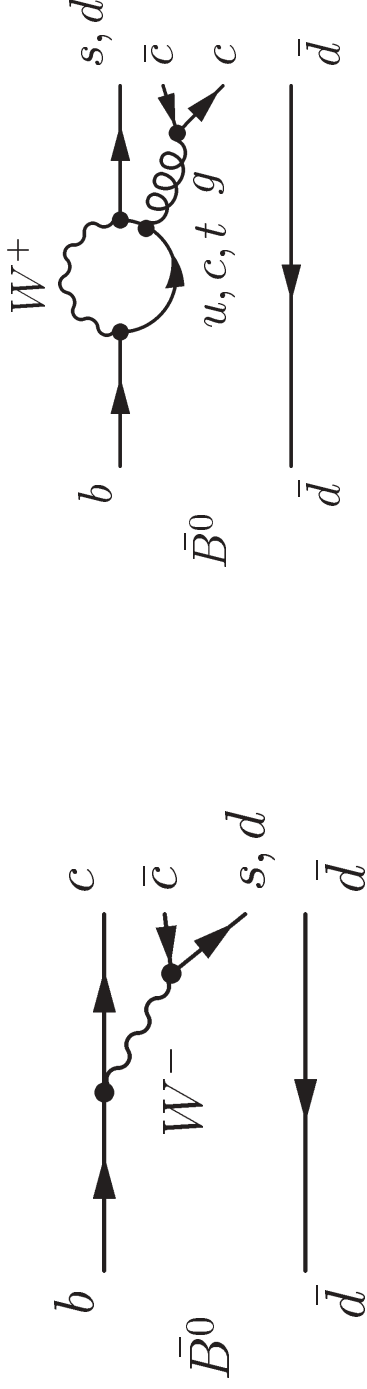 b
c
c̄
s, d
W⁻
B̄⁰
d̄
d̄
W⁺
b
s, d
c̄
c
g
u, c, t
B̄⁰
d̄
d̄